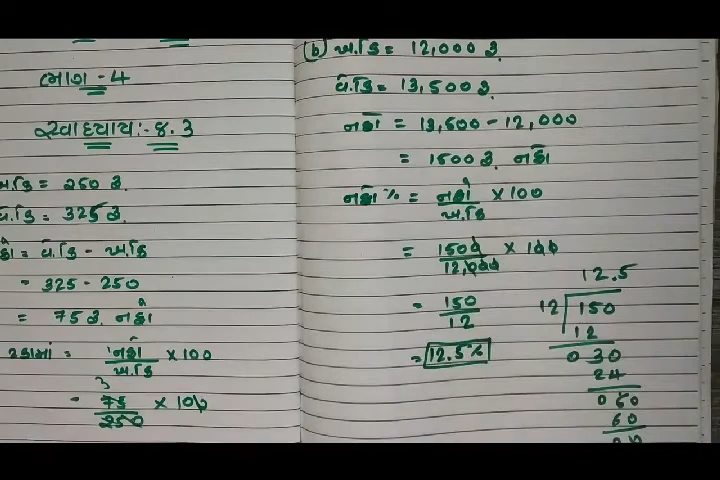 ભાગ - 4
સ્વાધ્યાય:- 8.3
અ.કિં = 250 રૂ.
વે.કિં = 325 રૂ.
= વે.કિં - અ.કિં
= 325 - 250
= 75 રૂ. નફો
ટકામાં = નફો/અ.કિં × 100
3
= 75/250 × 100
(b) અ.કિં = 12,000 રૂ.
વે.કિં = 13,500 રૂ.
નફો = 13,500 - 12,000
= 1500 રૂ. નફો
નફો % = નફો/અ.કિં × 100
= 1500/12,000 × 100
= 150/12
= 12.5%
12.5
12 150
12
030
24
060
60